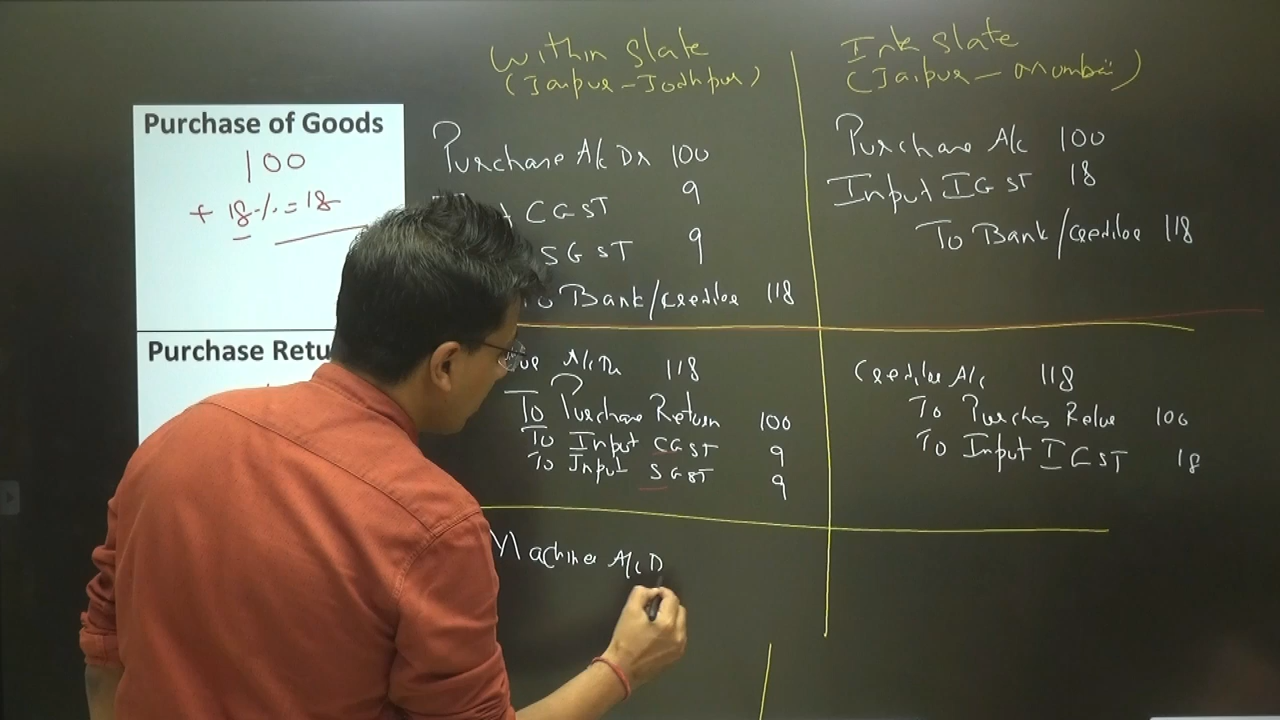 Within State
(Jaipur - Jodhpur)
Inter State
(Jaipur - Mumbai)
Purchase of Goods
100
+ 18% = 18
Purchase A/c Dr 100
CGST 9
SGST 9
To Bank/Creditor 118
Purchase A/c 100
Input IGST 18
To Bank/Creditor 118
Purchase Retu
A/c Dr 118
To Purchase Return 100
To Input CGST 9
To Input SGST 9
Creditor A/c 118
To Purchas Return 100
To Input IGST 18
Machine A/c D